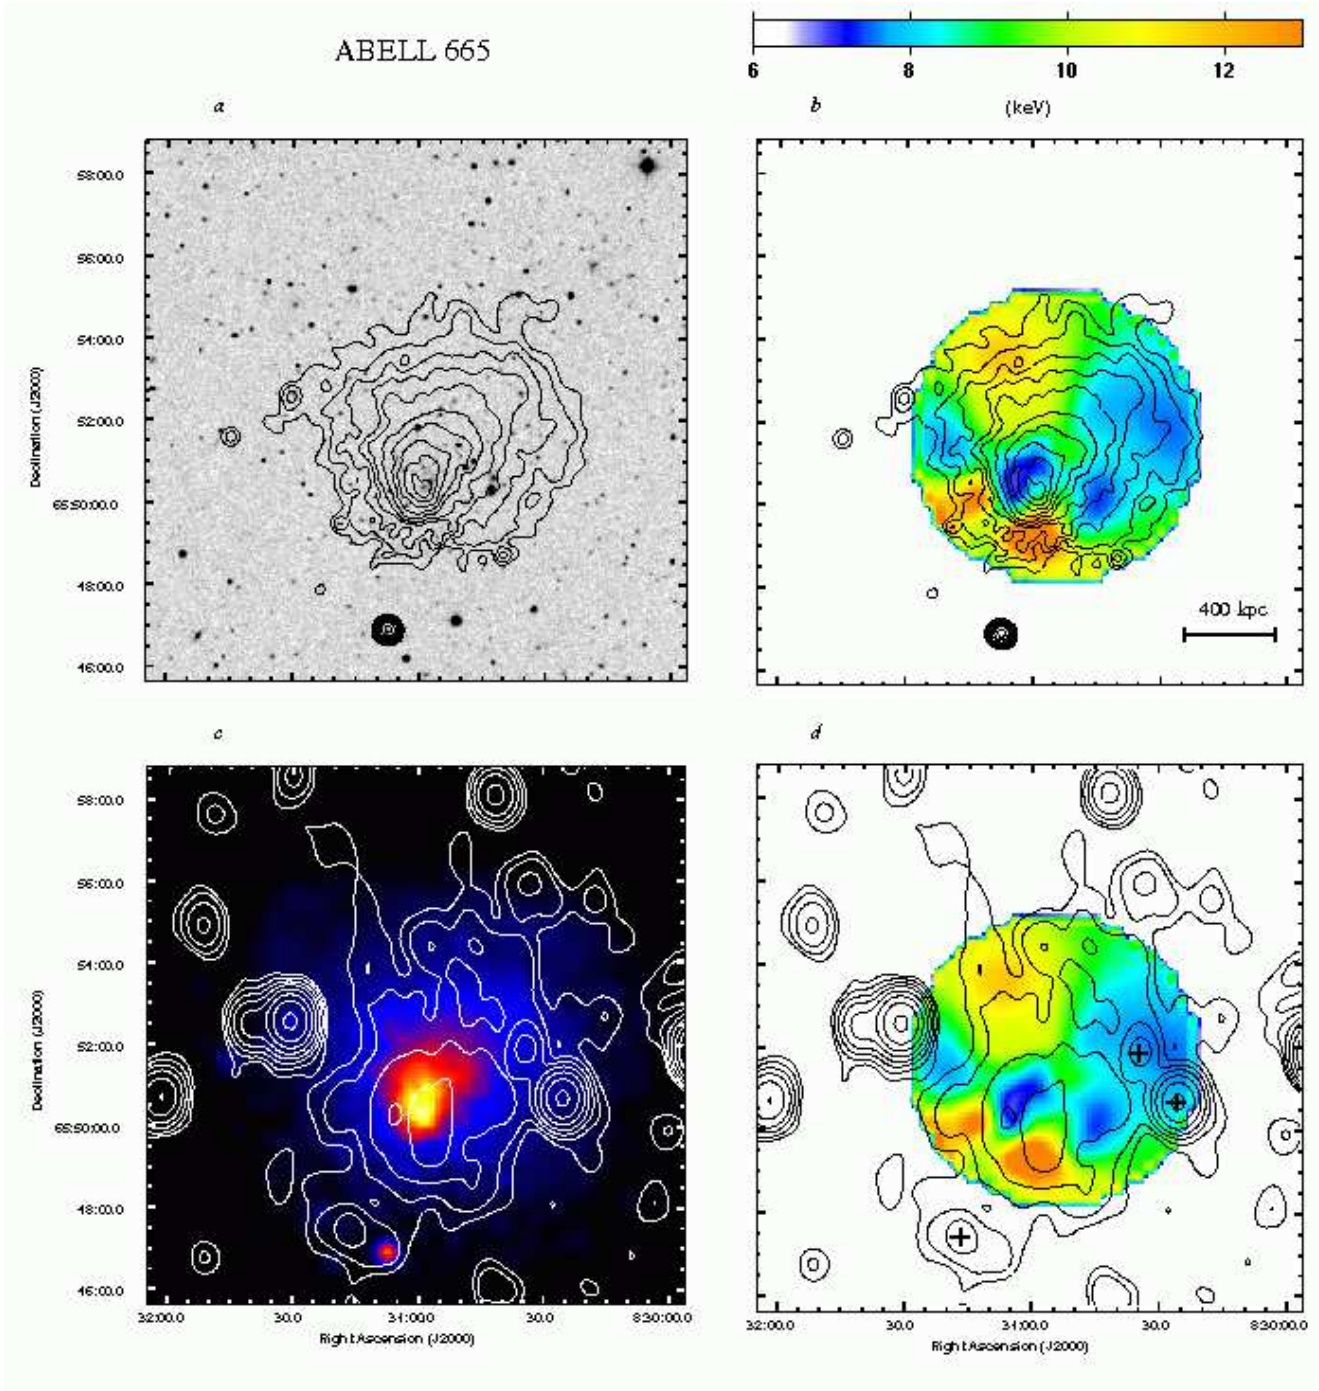 ABELL 665
6 8 10 12
(keV)
a
b
58:00.0
56:00.0
54:00.0
52:00.0
65:50:00.0
48:00.0
46:00.0
Declination (J2000)
400 kpc
c
d
58:00.0
56:00.0
54:00.0
52:00.0
65:50:00.0
48:00.0
46:00.0
Declination (J2000)
32:00.0 30.0 31:00.0 30.0 8:30:00.0
Right Ascension (J2000)
32:00.0 30.0 31:00.0 30.0 8:30:00.0
Right Ascension (J2000)